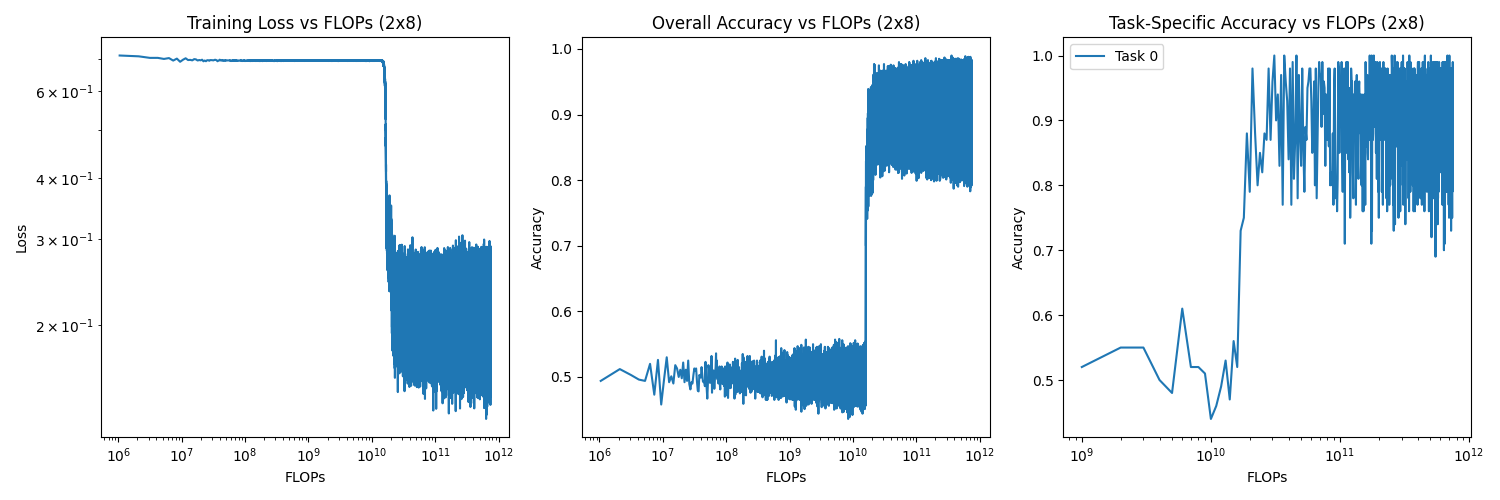 Training Loss vs FLOPs (2x8)
Loss
6 × 10⁻¹
4 × 10⁻¹
3 × 10⁻¹
2 × 10⁻¹
10⁶ 10⁷ 10⁸ 10⁹ 10¹⁰ 10¹¹ 10¹²
FLOPs
Overall Accuracy vs FLOPs (2x8)
Accuracy
1.0
0.9
0.8
0.7
0.6
0.5
10⁶ 10⁷ 10⁸ 10⁹ 10¹⁰ 10¹¹ 10¹²
FLOPs
Task-Specific Accuracy vs FLOPs (2x8)
Task 0
Accuracy
1.0
0.9
0.8
0.7
0.6
0.5
10⁹ 10¹⁰ 10¹¹ 10¹²
FLOPs